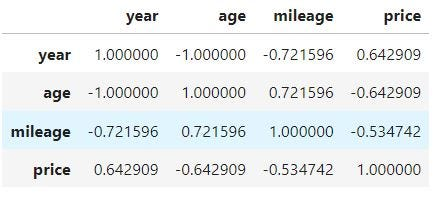 year age mileage price
year 1.000000 -1.000000 -0.721596 0.642909
age -1.000000 1.000000 0.721596 -0.642909
mileage -0.721596 0.721596 1.000000 -0.534742
price 0.642909 -0.642909 -0.534742 1.000000